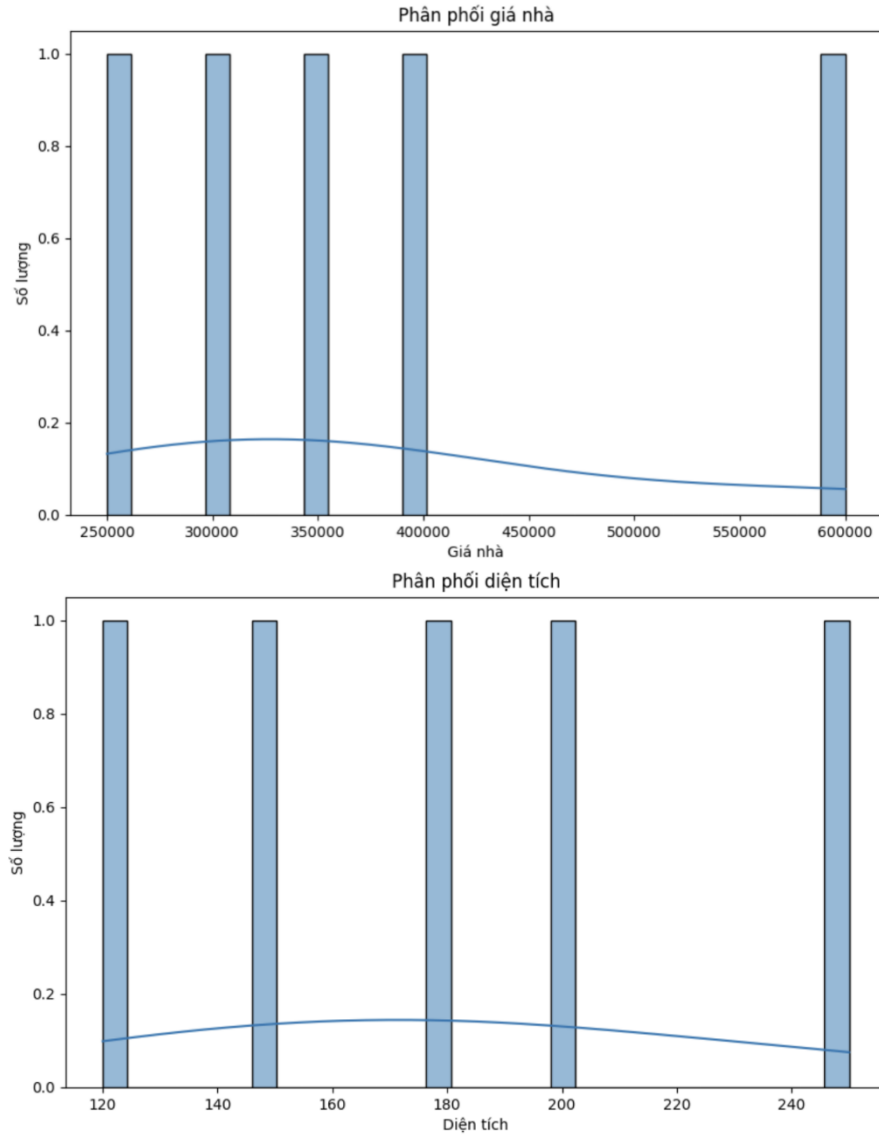 Phân phối giá nhà
1.0
0.8
0.6
0.4
0.2
0.0
Số lượng
250000 300000 350000 400000 450000 500000 550000 600000
Giá nhà
Phân phối diện tích
1.0
0.8
0.6
0.4
0.2
0.0
Số lượng
120 140 160 180 200 220 240
Diện tích